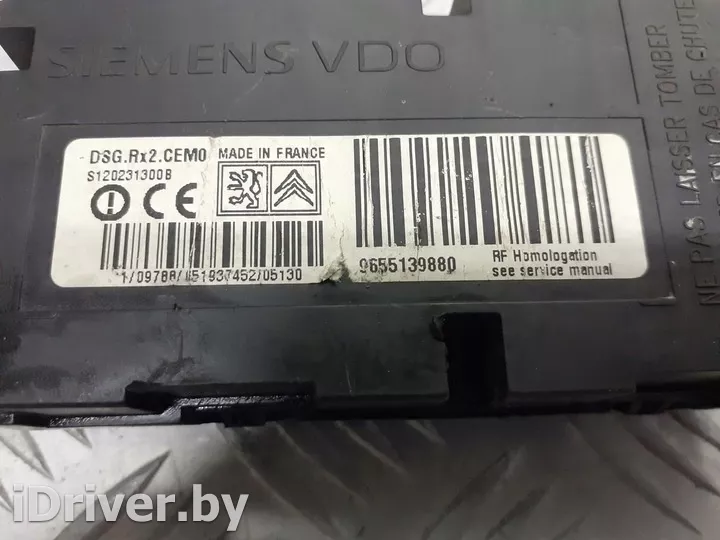 SIEMENS VDO
DSG.Rx2.CEM0 MADE IN FRANCE
S120231300B
CE
1/09788/ 51937452/05130
9655139880
RF Homologation
see service manual
NE PAS LAISSER TOMBER
EN CAS DE CHUTE
iDriver.by